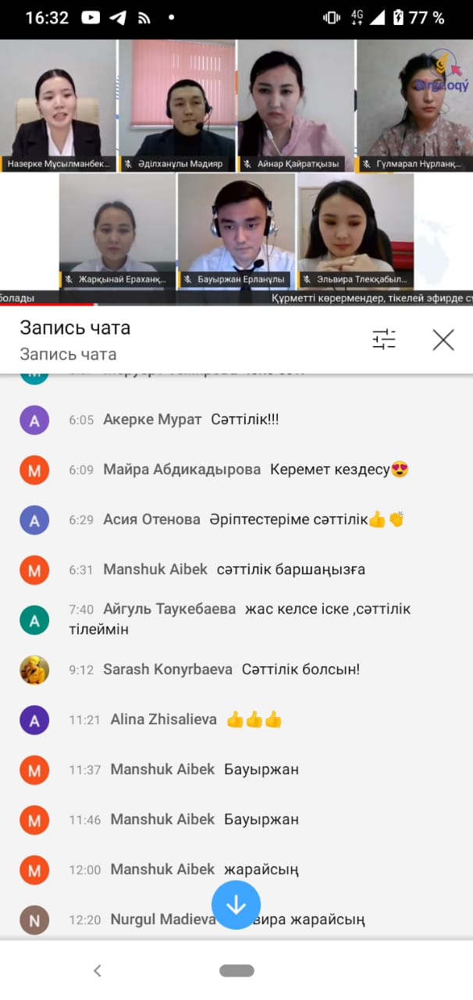 16:32
4G
77 %
Birge.oqý
Назерке Мұсылманбек...
Әділханұлы Мәдияр
Айнар Қайратқызы
Гүлмарал Нұрланқ...
Жарқынай Ераханқ...
Бауыржан Ерланұлы
Эльвира Тлекқабыл...
болады
Құрметті көрермендер, тікелей эфирде
Запись чата
Запись чата
6:05 Акерке Мурат Сәттілік!!!
6:09 Майра Абдикадырова Керемет кездесу😍
6:29 Асия Отенова Әріптестеріме сәттілік👍👏
6:31 Manshuk Aibek сәттілік баршаңызға
7:40 Айгуль Таукебаева жас келсе іске ,сәттілік
тілеймін
9:12 Sarash Konyrbaeva Сәттілік болсын!
11:21 Alina Zhisalieva 👍👍👍
11:37 Manshuk Aibek Бауыржан
11:46 Manshuk Aibek Бауыржан
12:00 Manshuk Aibek жарайсың
12:20 Nurgul Madieva жарайсың